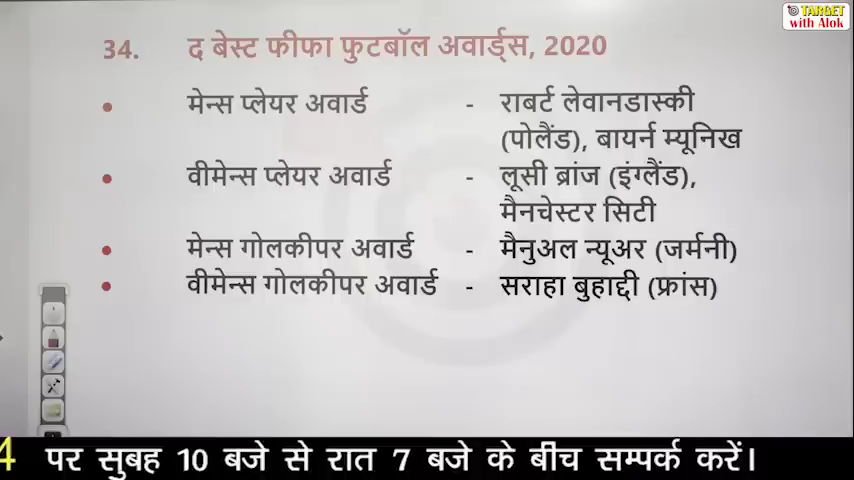 TARGET
with Alok
34. द बेस्ट फीफा फुटबॉल अवार्ड्स, 2020
• मेन्स प्लेयर अवार्ड - राबर्ट लेवानडास्की
(पोलैंड), बायर्न म्यूनिख
• वीमेन्स प्लेयर अवार्ड - लूसी ब्रांज (इंग्लैंड),
मैनचेस्टर सिटी
• मेन्स गोलकीपर अवार्ड - मैनुअल न्यूअर (जर्मनी)
• वीमेन्स गोलकीपर अवार्ड - सराहा बुहाद्दी (फ्रांस)
4 पर सुबह 10 बजे से रात 7 बजे के बीच सम्पर्क करें।